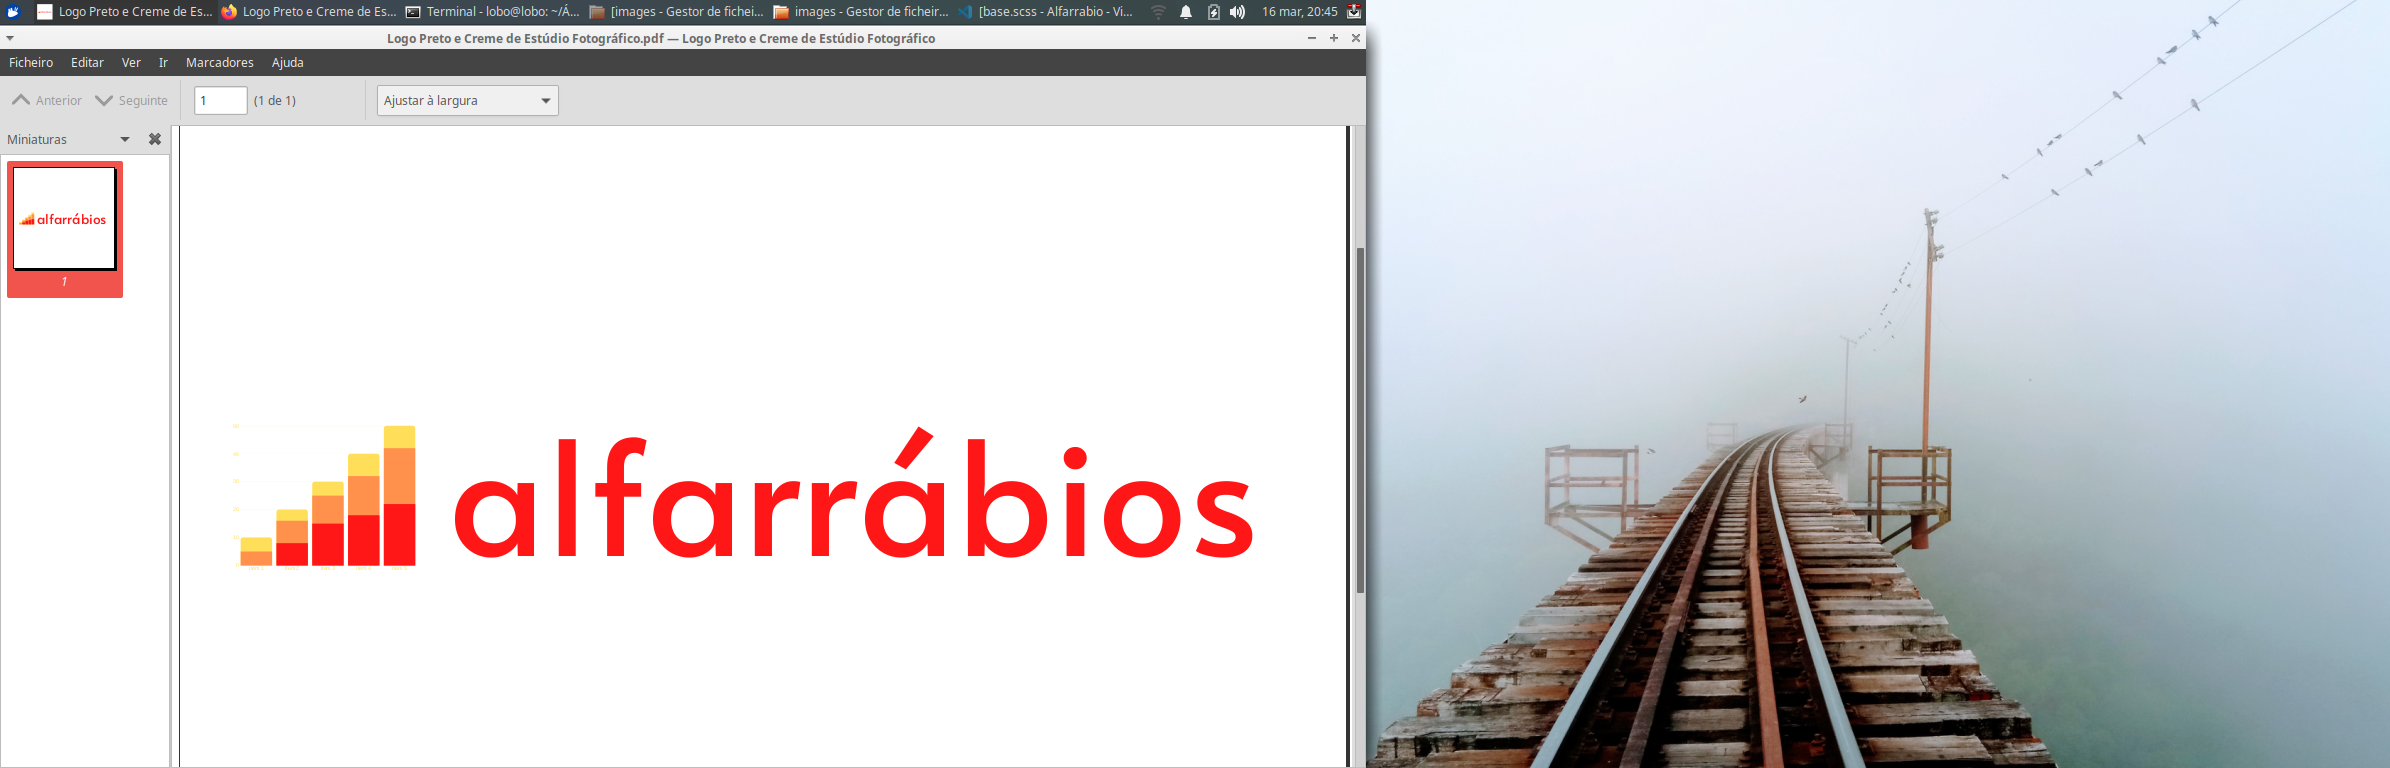 Logo Preto e Creme de Es...
Logo Preto e Creme de Es...
Terminal - lobo@lobo: ~/Á...
[images - Gestor de fichei...
images - Gestor de ficheir...
[base.scss - Alfarrabio - Vi...
16 mar, 20:45
Logo Preto e Creme de Estúdio Fotográfico.pdf — Logo Preto e Creme de Estúdio Fotográfico
Ficheiro Editar Ver Ir Marcadores Ajuda
Anterior Seguinte 1 (1 de 1) Ajustar à largura
Miniaturas
alfarrábios
1
alfarrábios